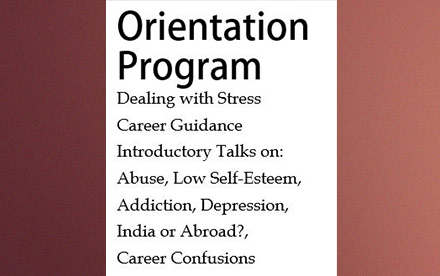 Orientation
Program
Dealing with Stress
Career Guidance
Introductory Talks on:
Abuse, Low Self-Esteem,
Addiction, Depression,
India or Abroad?,
Career Confusions